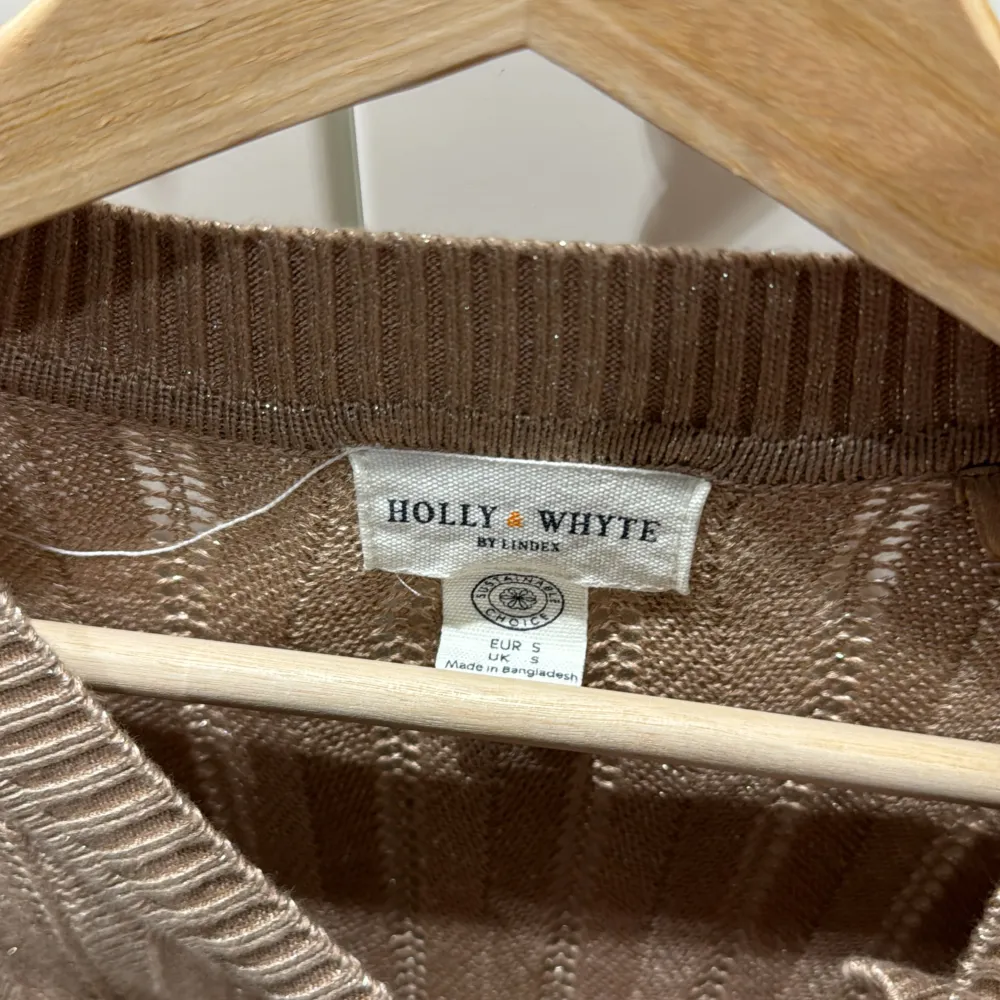 HOLLY & WHYTE
BY LINDEX
SUSTAINABLE
CHOICE
EUR S
UK S
Made in Bangladesh